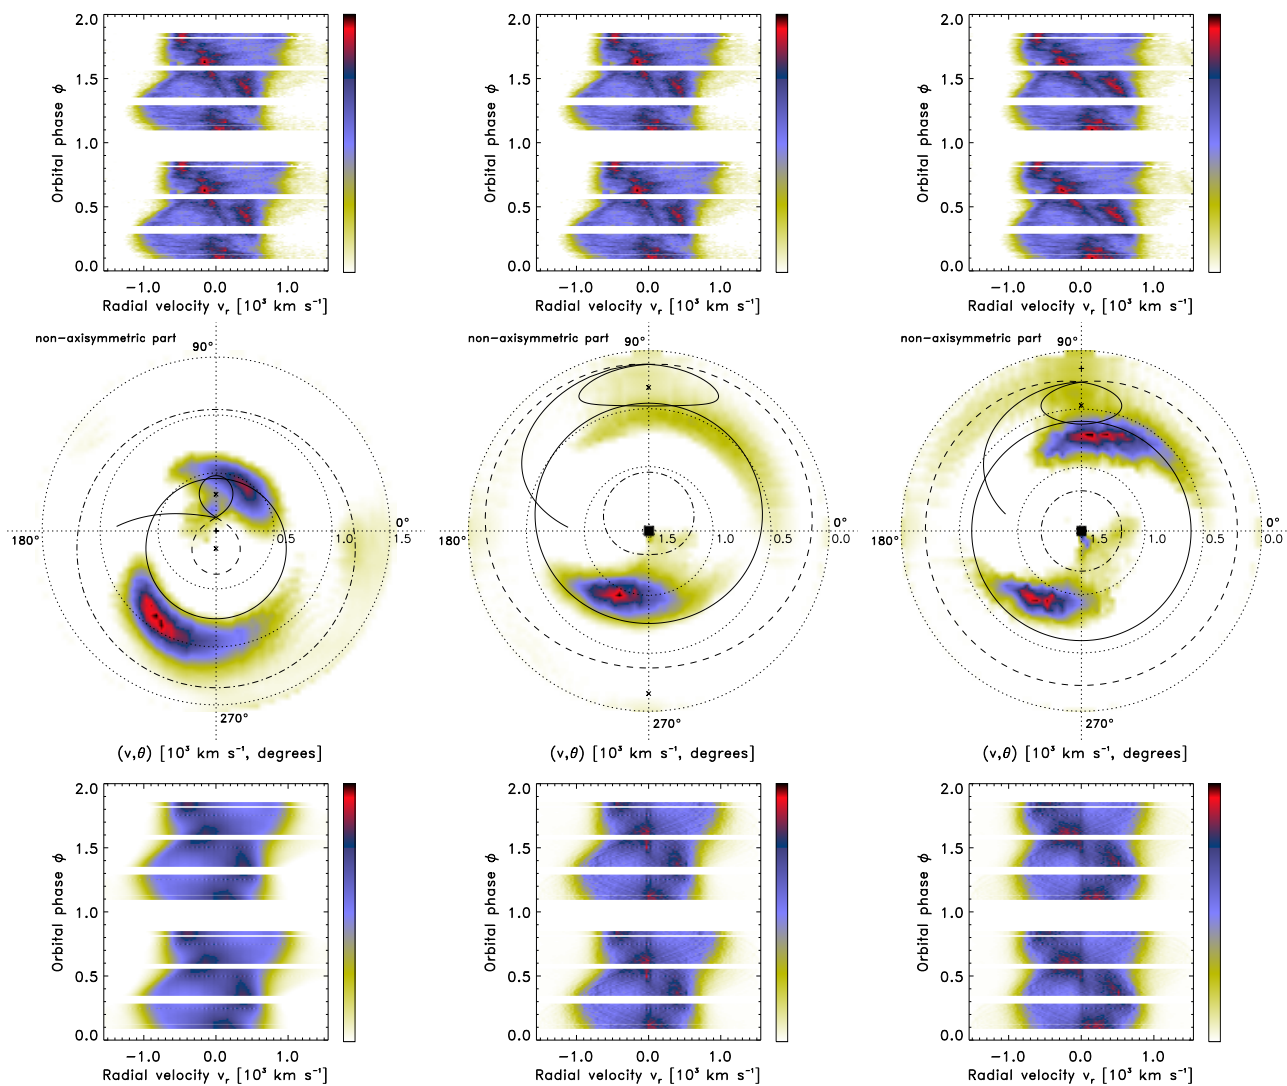 2.0 2.0 2.0
1.5 1.5 1.5
1.0 1.0 1.0
0.5 0.5 0.5
0.0 0.0 0.0
Orbital phase ϕ Orbital phase ϕ Orbital phase ϕ
−1.0 0.0 1.0 −1.0 0.0 1.0 −1.0 0.0 1.0
Radial velocity vᵣ [10³ km s⁻¹] Radial velocity vᵣ [10³ km s⁻¹] Radial velocity vᵣ [10³ km s⁻¹]
non−axisymmetric part 90° non−axisymmetric part 90° non−axisymmetric part 90°
180° 0.5 1.0 1.5 0° 180° 1.5 1.0 0.5 0.0 0° 180° 1.5 1.0 0.5 0.0 0°
270° 270° 270°
(v,θ) [10³ km s⁻¹, degrees] (v,θ) [10³ km s⁻¹, degrees] (v,θ) [10³ km s⁻¹, degrees]
2.0 2.0 2.0
1.5 1.5 1.5
1.0 1.0 1.0
0.5 0.5 0.5
0.0 0.0 0.0
Orbital phase ϕ Orbital phase ϕ Orbital phase ϕ
−1.0 0.0 1.0 −1.0 0.0 1.0 −1.0 0.0 1.0
Radial velocity vᵣ [10³ km s⁻¹] Radial velocity vᵣ [10³ km s⁻¹] Radial velocity vᵣ [10³ km s⁻¹]